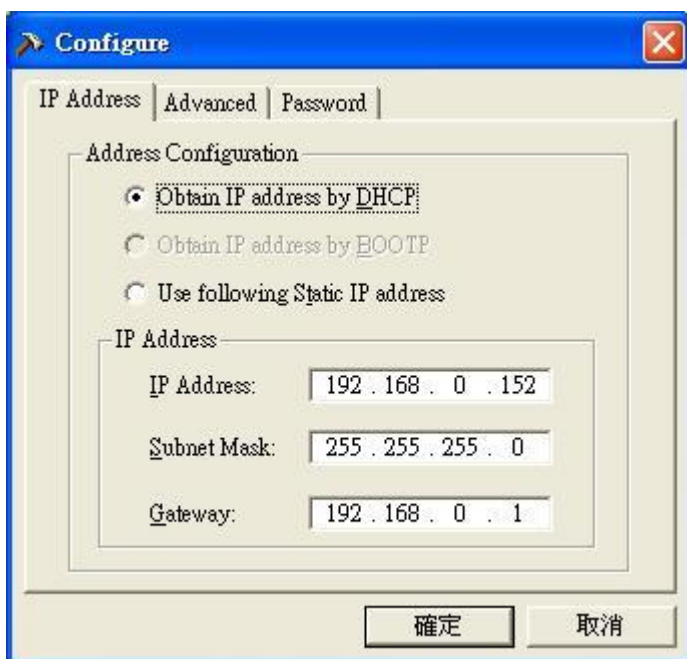 Configure
IP Address Advanced Password
Address Configuration
Obtain IP address by DHCP
Obtain IP address by BOOTP
Use following Static IP address
IP Address
IP Address: 192 . 168 . 0 . 152
Subnet Mask: 255 . 255 . 255 . 0
Gateway: 192 . 168 . 0 . 1
確定 取消